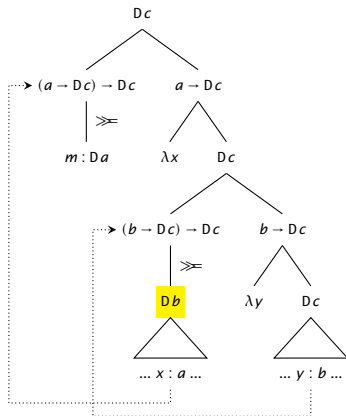 Dc
(a → Dc) → Dc a → Dc
≫=
m : Da λx Dc
(b → Dc) → Dc b → Dc
≫=
Db λy Dc
... x : a ... ... y : b ...